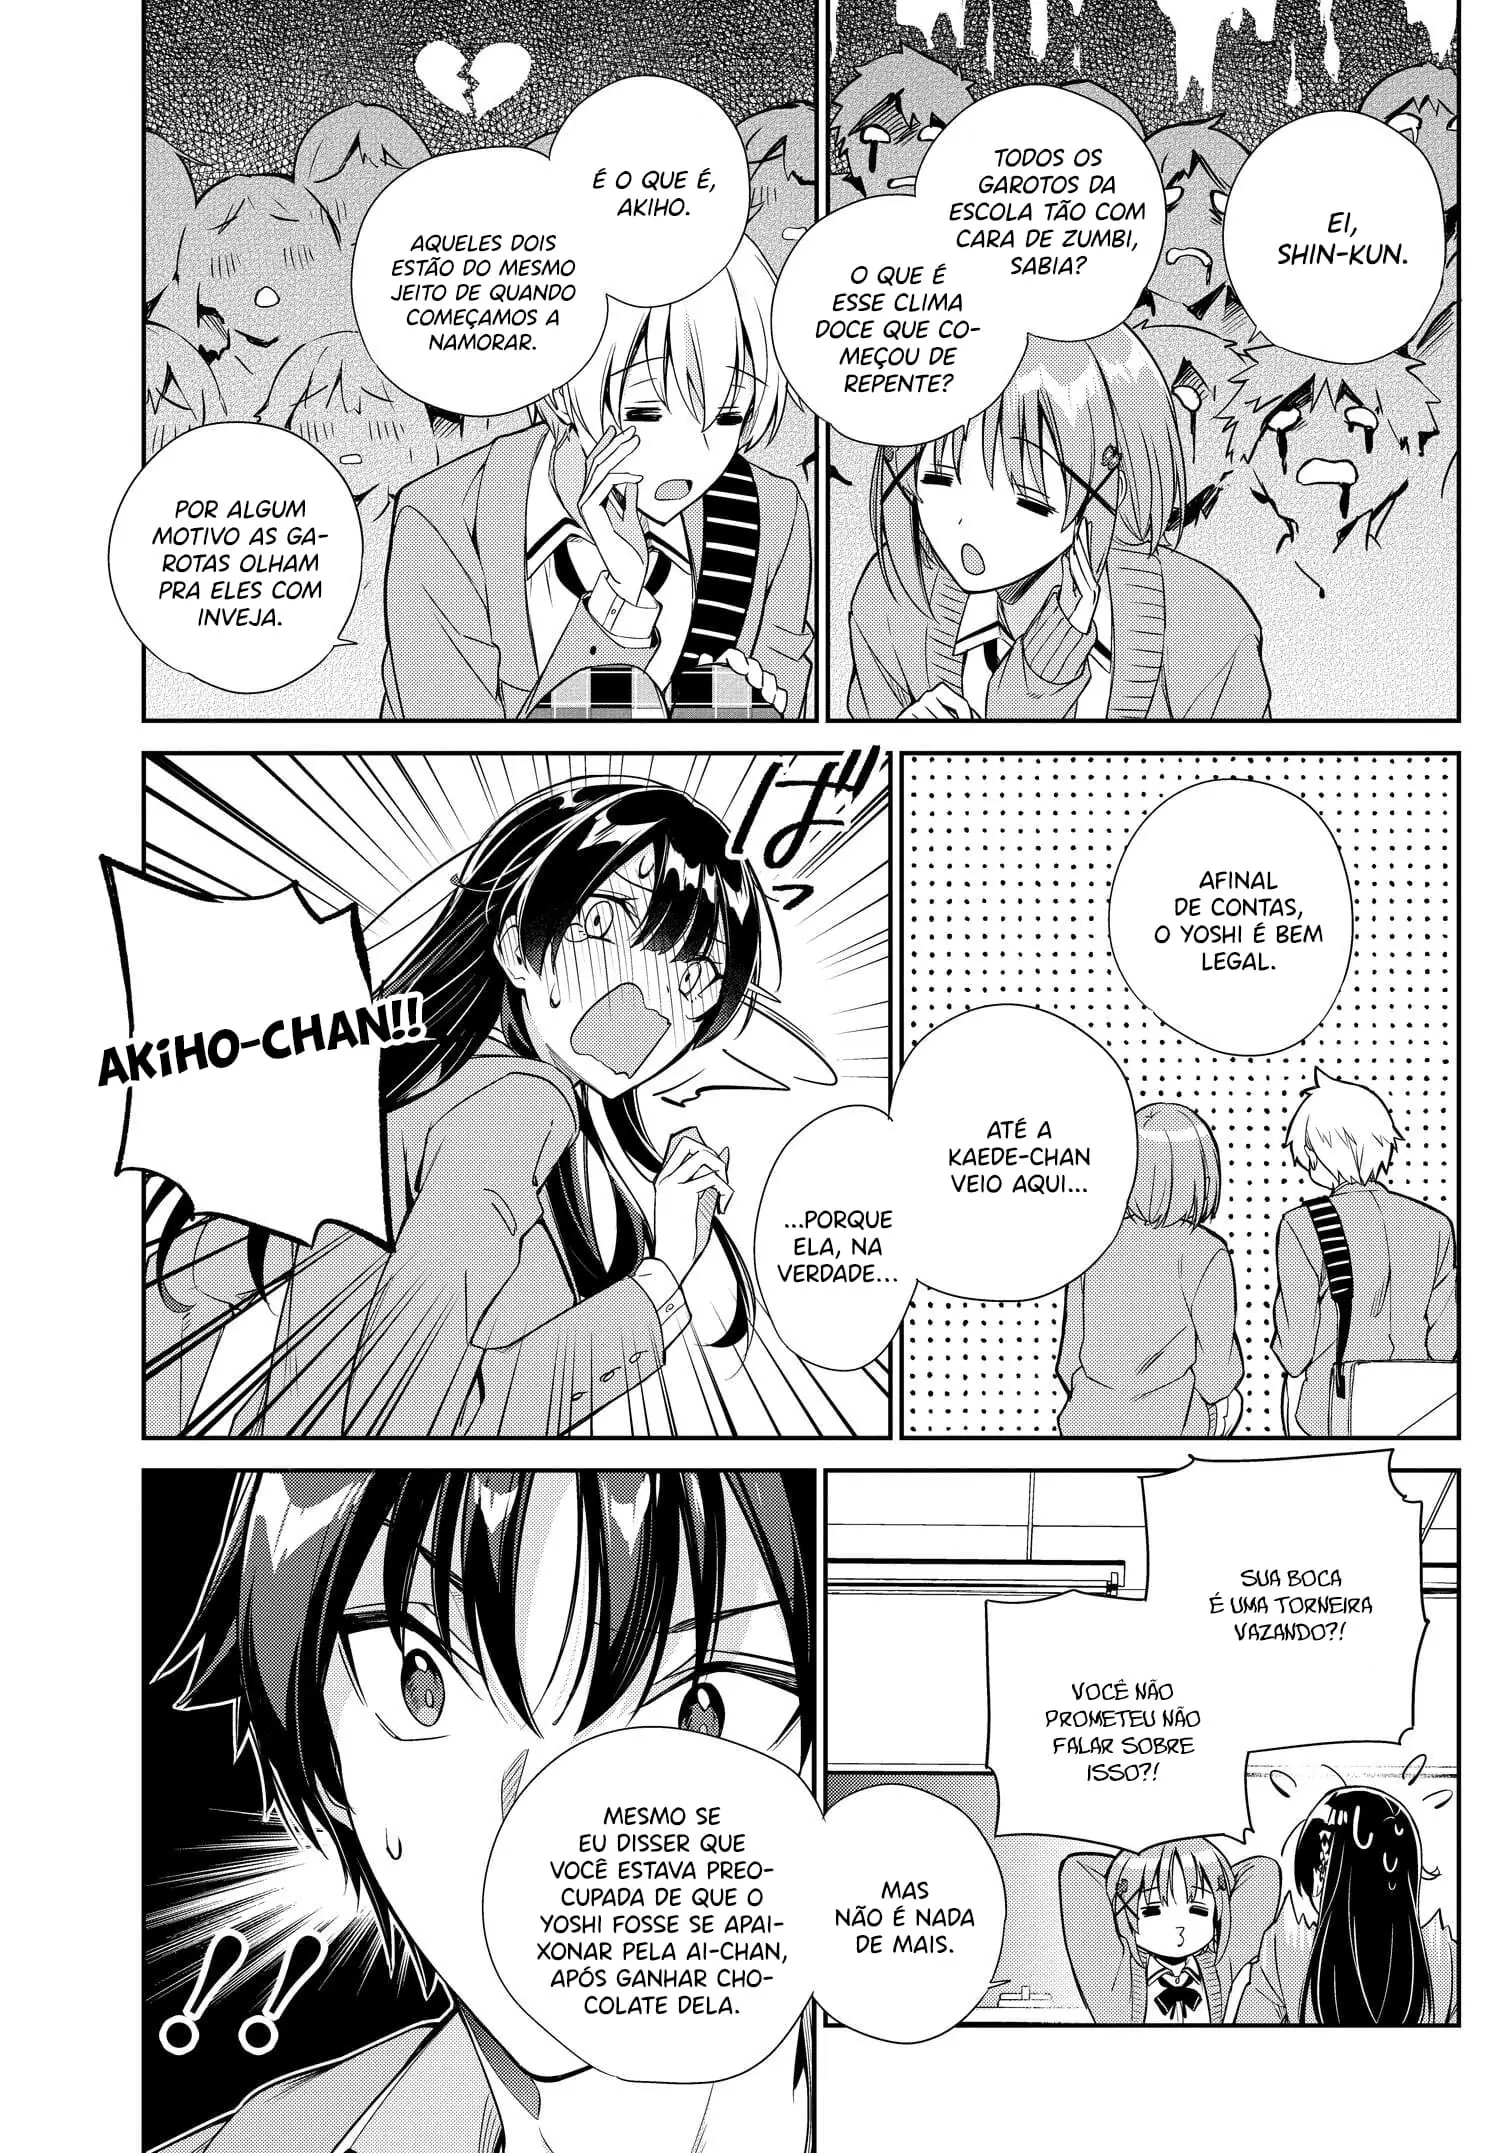 EI,
SHIN-KUN.
TODOS OS
GAROTOS DA
ESCOLA TÃO COM
CARA DE ZUMBI,
SABIA?
O QUE É
ESSE CLIMA
DOCE QUE CO-
MEÇOU DE
REPENTE?
É O QUE É,
AKIHO.
AQUELES DOIS
ESTÃO DO MESMO
JEITO DE QUANDO
COMEÇAMOS A
NAMORAR.
POR ALGUM
MOTIVO AS GA-
ROTAS OLHAM
PRA ELES COM
INVEJA.
AFINAL
DE CONTAS,
O YOSHI É BEM
LEGAL.
ATÉ A
KAEDE-CHAN
VEIO AQUI...
...PORQUE
ELA, NA
VERDADE...
ばっ
AKIHO-CHAN!!
SUA BOCA
É UMA TORNEIRA
VAZANDO?!
VOCÊ NÃO
PROMETEU NÃO
FALAR SOBRE
ISSO?!
MAS
NÃO É NADA
DE MAIS.
MESMO SE
EU DISSER QUE
VOCÊ ESTAVA PREO-
CUPADA DE QUE O
YOSHI FOSSE SE APAI-
XONAR PELA AI-CHAN,
APÓS GANHAR CHO-
COLATE DELA.
!!